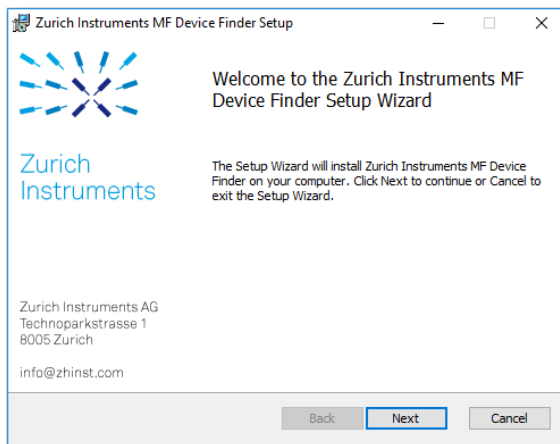 Zurich Instruments MF Device Finder Setup
Welcome to the Zurich Instruments MF
Device Finder Setup Wizard
Zurich
Instruments
The Setup Wizard will install Zurich Instruments MF Device
Finder on your computer. Click Next to continue or Cancel to
exit the Setup Wizard.
Zurich Instruments AG
Technoparkstrasse 1
8005 Zurich
info@zhinst.com
Back
Next
Cancel